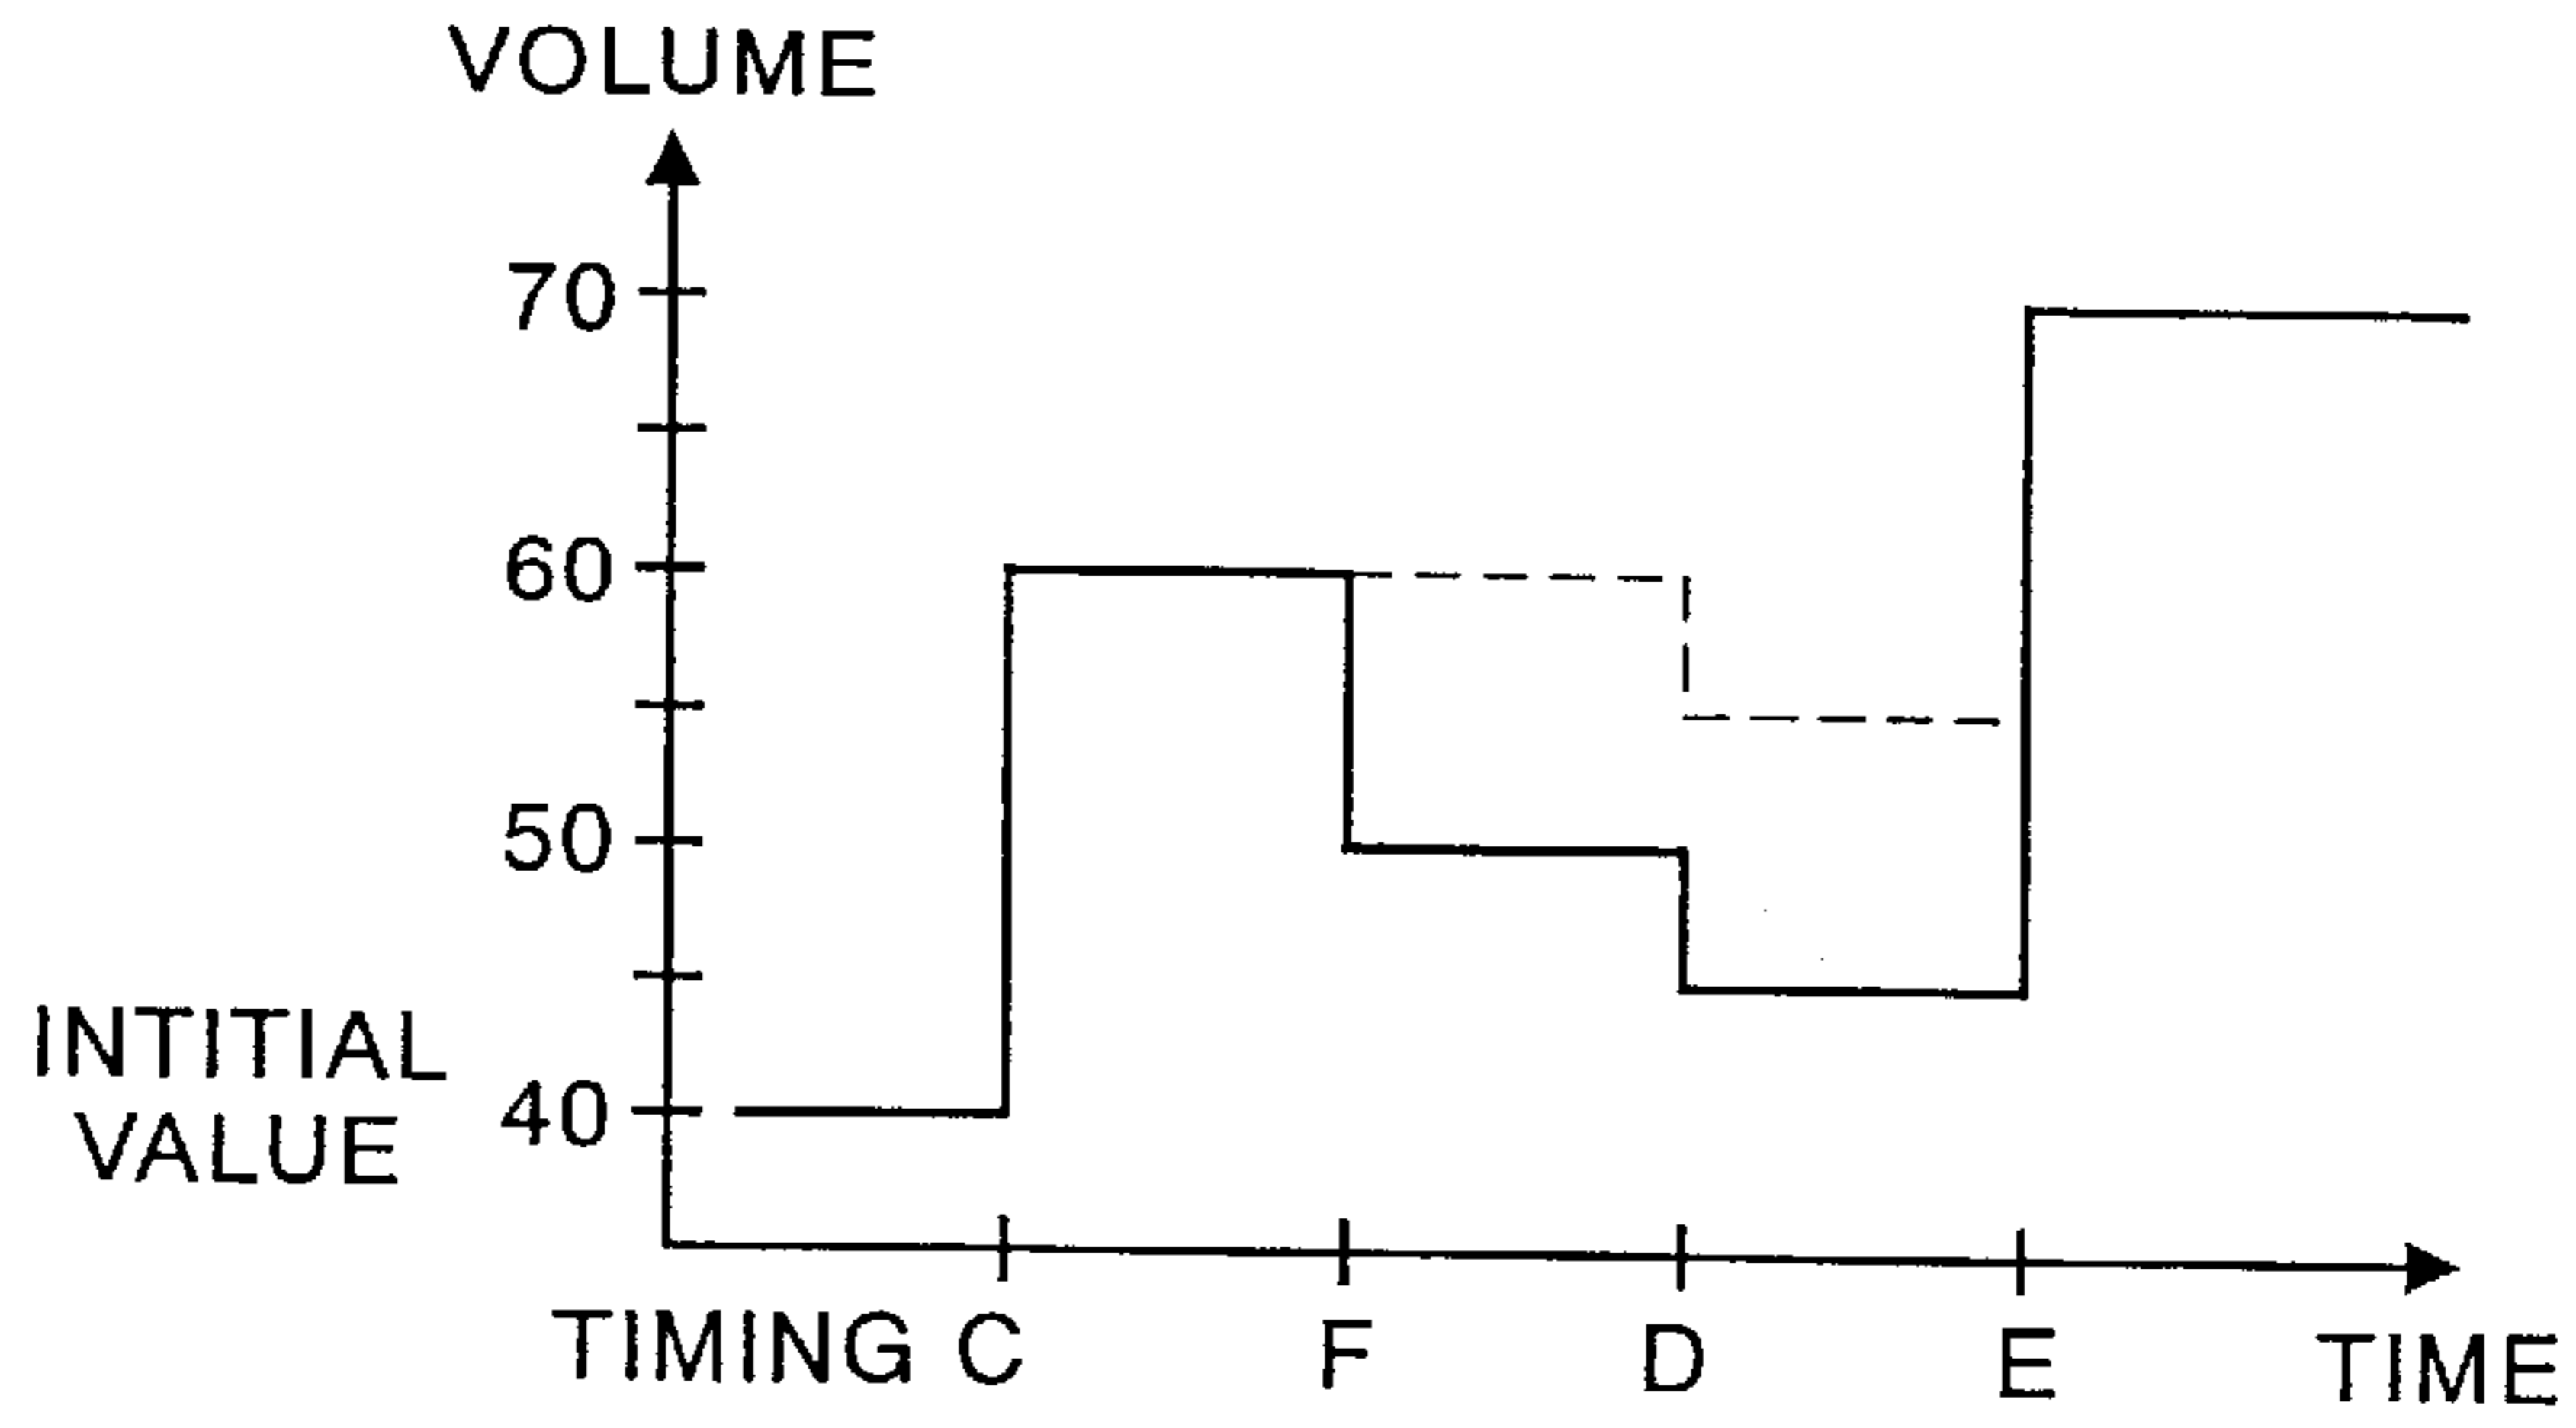 VOLUME
70
60
50
INTITIAL
VALUE
40
TIMING C F D E TIME